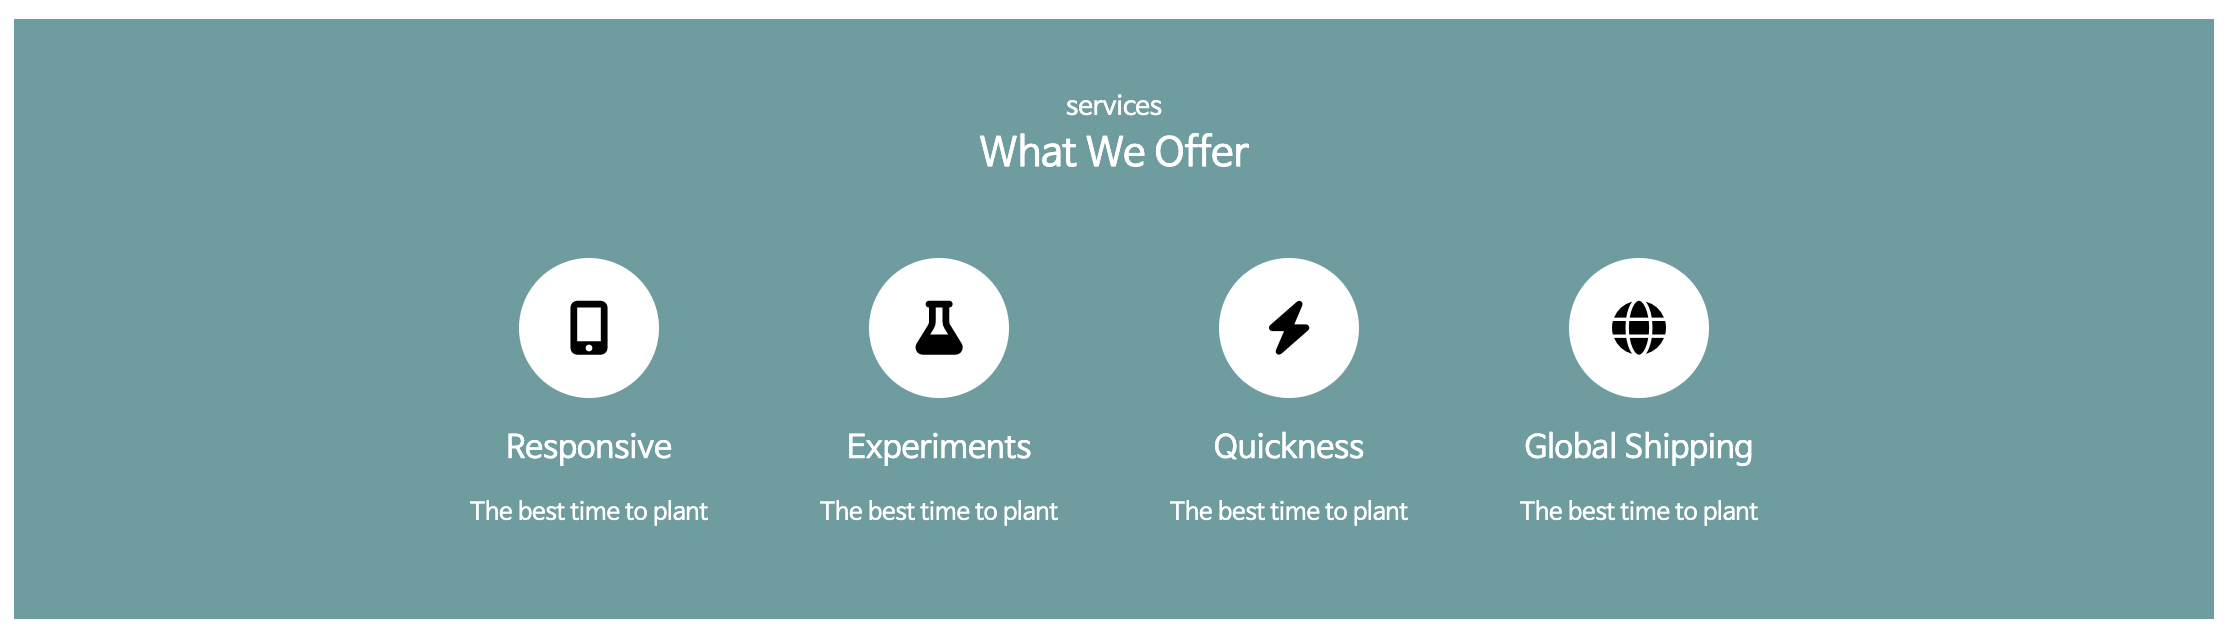 services
What We Offer
Responsive
Experiments
Quickness
Global Shipping
The best time to plant
The best time to plant
The best time to plant
The best time to plant